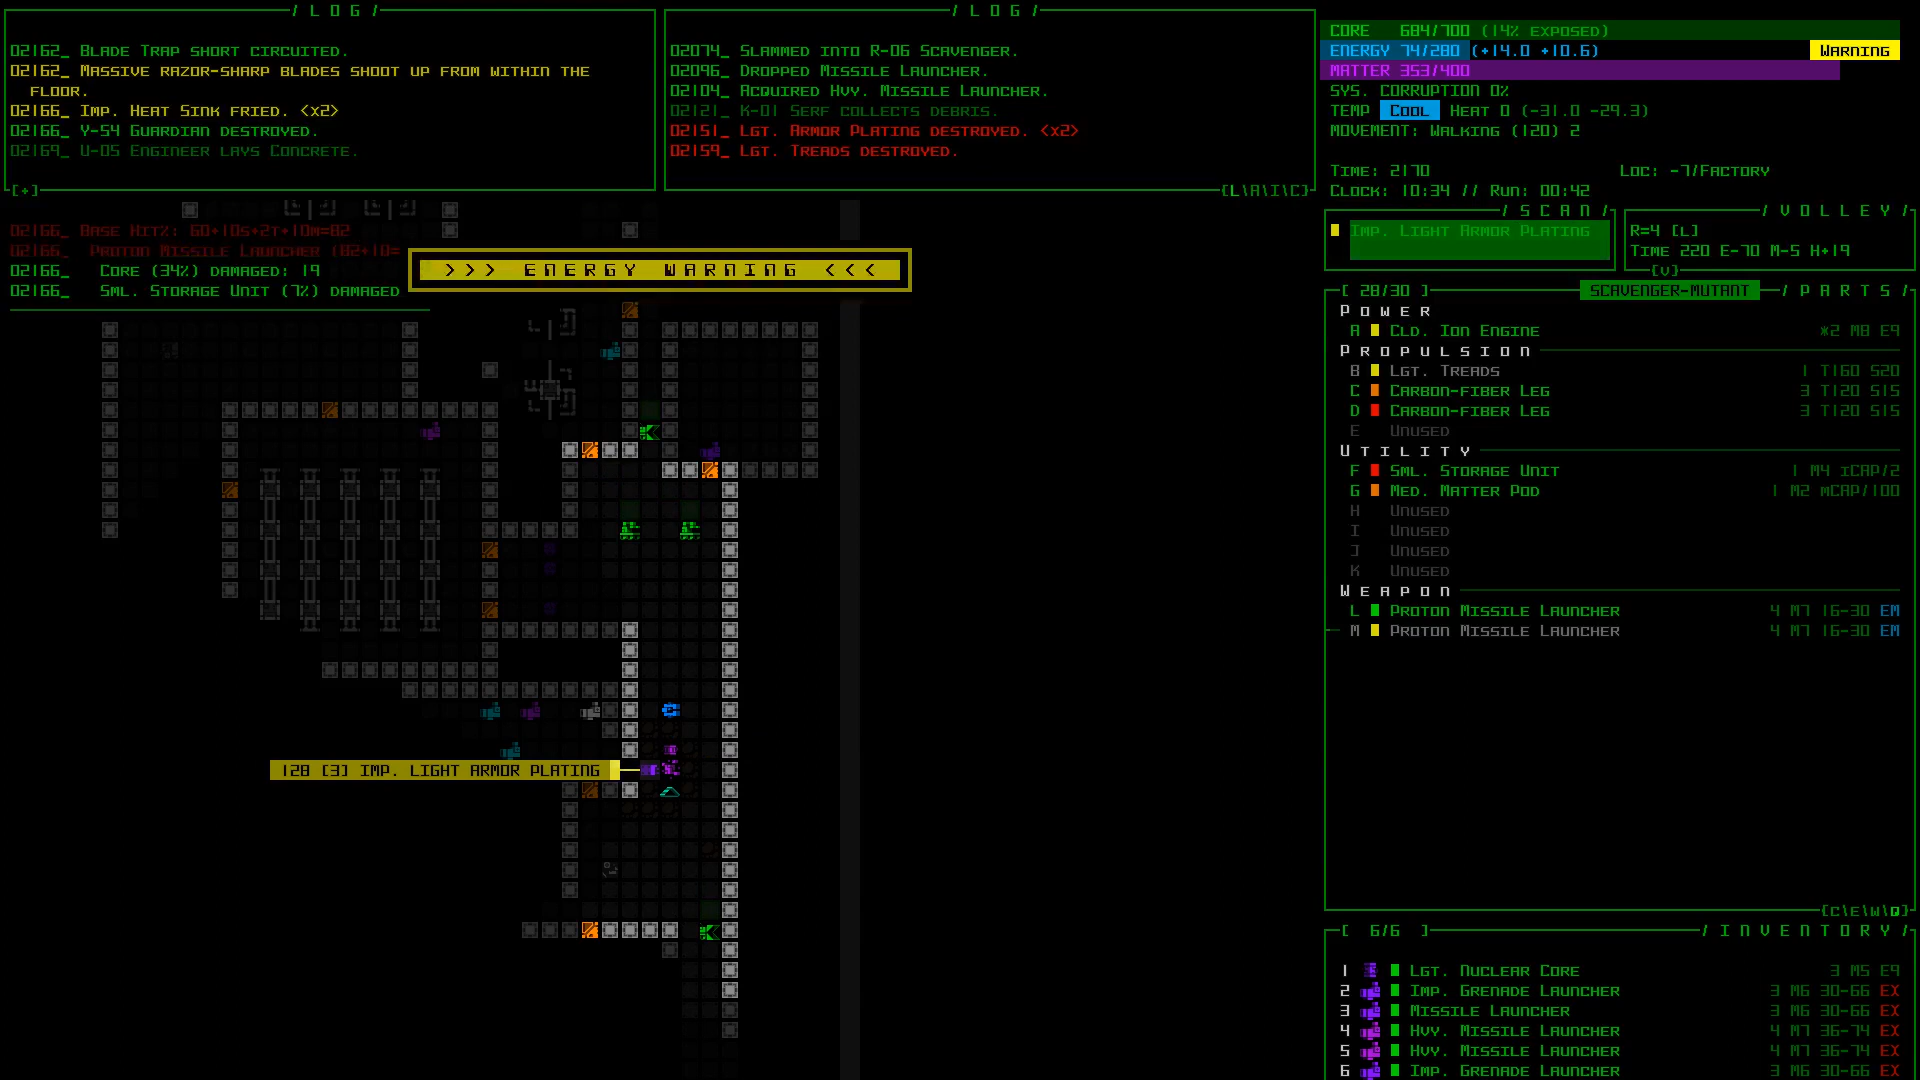 / L O G /
02162_ Blade Trap short circuited.
02162_ Massive razor-sharp blades shoot up from within the
floor.
02166_ Imp. Heat Sink fried. <x2>
02166_ Y-54 Guardian destroyed.
02169_ U-05 Engineer lays Concrete.
[+]
/ L O G /
02074_ Slammed into R-06 Scavenger.
02096_ Dropped Missile Launcher.
02104_ Acquired Hvy. Missile Launcher.
02121_ K-01 Serf collects debris.
02151_ Lgt. Armor Plating destroyed. <x2>
02159_ Lgt. Treads destroyed.
{L\A\I\C}
02166_ Base Hit%: 60+10s+2t+10m=82
02166_ Proton Missile Launcher (82+10=
02166_ Core (34%) damaged: 19
02166_ Sml. Storage Unit (7%) damaged
>>> ENERGY WARNING <<<
128 [3] IMP. LIGHT ARMOR PLATING
CORE 684/700 (14% exposed)
ENERGY 74/280 (+14.0 +10.6) Warning
MATTER 353/400
SYS. CORRUPTION 0%
TEMP Cool Heat 0 (-31.0 -29.3)
MOVEMENT: Walking (120) 2
Time: 2170 Loc: -7/Factory
Clock: 10:34 // Run: 00:42
/ S C A N /
Imp. Light Armor Plating
/ V O L L E Y /
R=4 [L]
Time 220 E-70 M-5 H+19
{V}
[ 28/30 ] SCAVENGER-MUTANT / P A R T S /
Power
A Cld. Ion Engine *2 M8 E9
Propulsion
B Lgt. Treads 1 T160 S20
C Carbon-fiber Leg 3 T120 S15
D Carbon-fiber Leg 3 T120 S15
E Unused
Utility
F Sml. Storage Unit 1 M4 iCAP/2
G Med. Matter Pod 1 M2 mCAP/100
H Unused
I Unused
J Unused
K Unused
Weapon
L Proton Missile Launcher 4 M7 16-30 EM
M Proton Missile Launcher 4 M7 16-30 EM
{C\E\W\Q}
[ 6/6 ] / I N V E N T O R Y /
1 Lgt. Nuclear Core 3 M5 E9
2 Imp. Grenade Launcher 3 M6 30-66 EX
3 Missile Launcher 3 M6 30-66 EX
4 Hvy. Missile Launcher 4 M7 36-74 EX
5 Hvy. Missile Launcher 4 M7 36-74 EX
6 Imp. Grenade Launcher 3 M6 30-66 EX